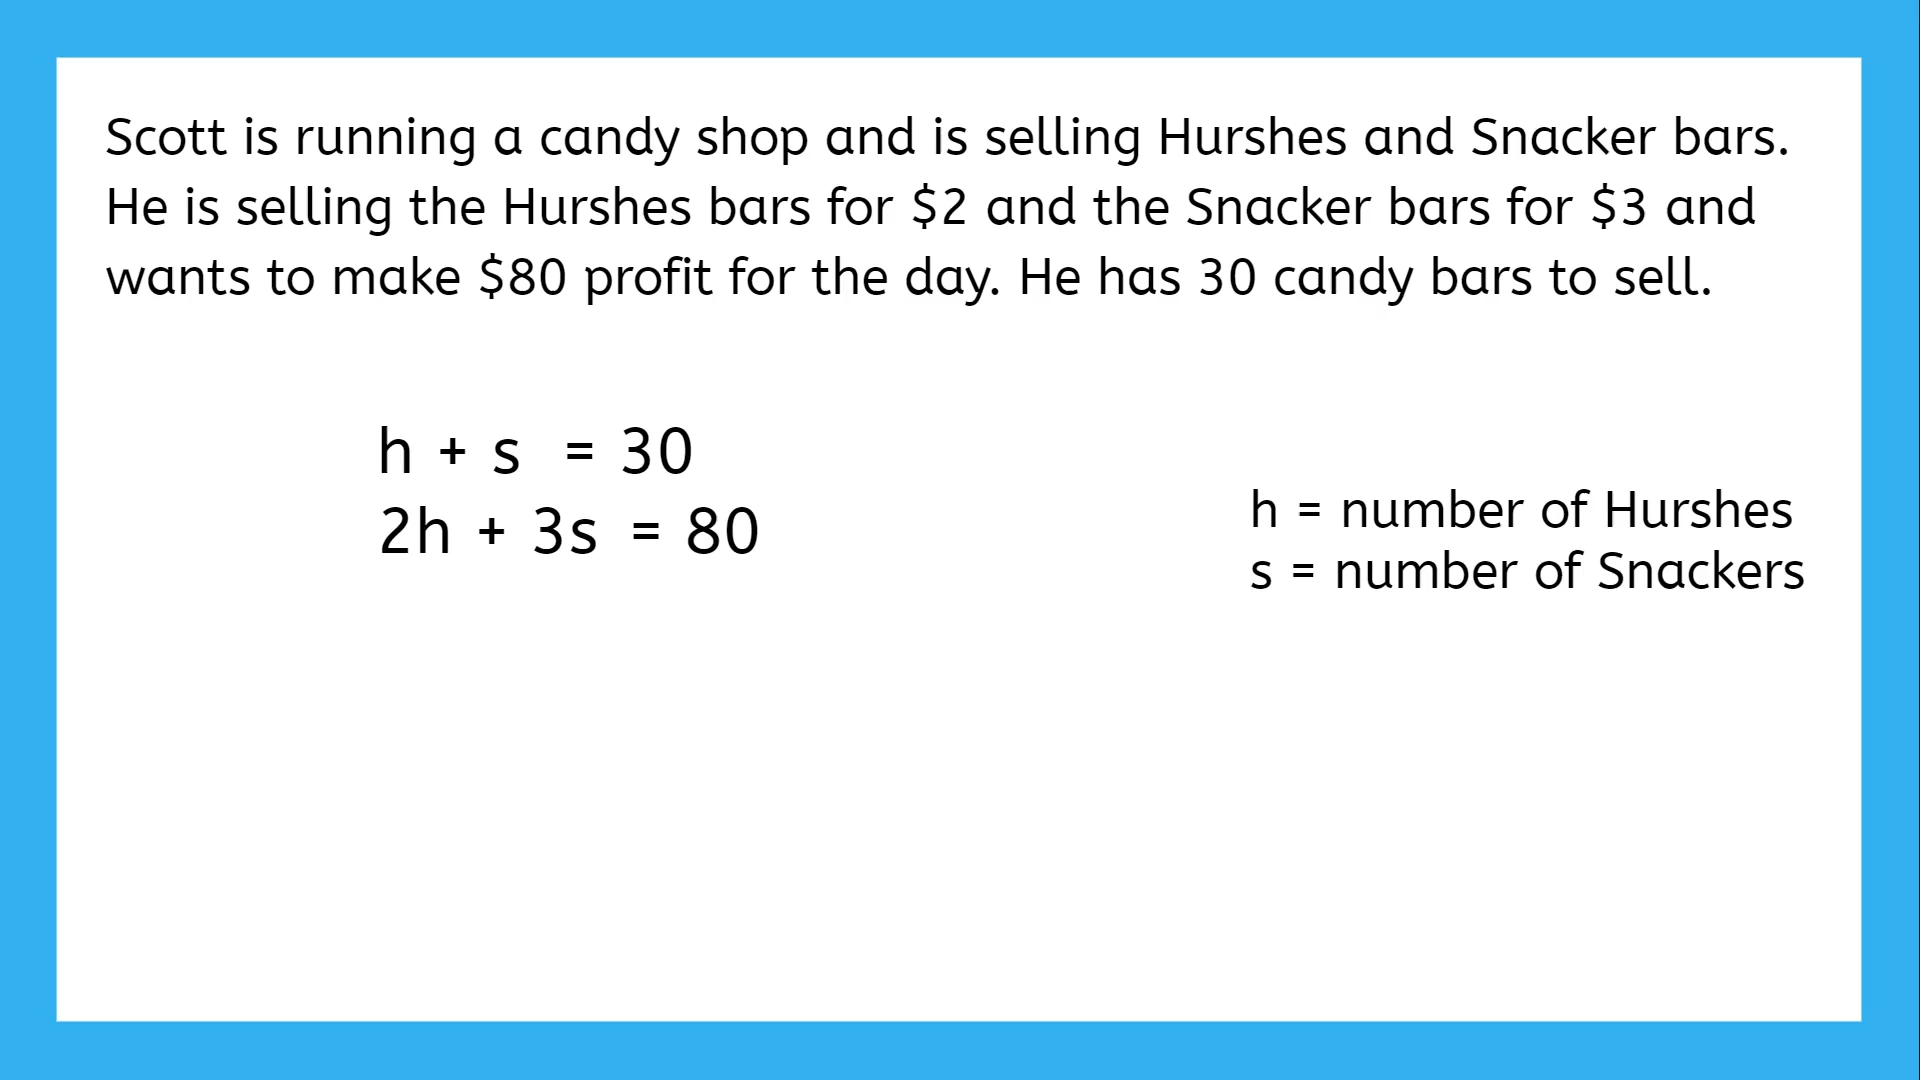 Scott is running a candy shop and is selling Hurshes and Snacker bars.
He is selling the Hurshes bars for $2 and the Snacker bars for $3 and
wants to make $80 profit for the day. He has 30 candy bars to sell.
h + s = 30
2h + 3s = 80
h = number of Hurshes
s = number of Snackers